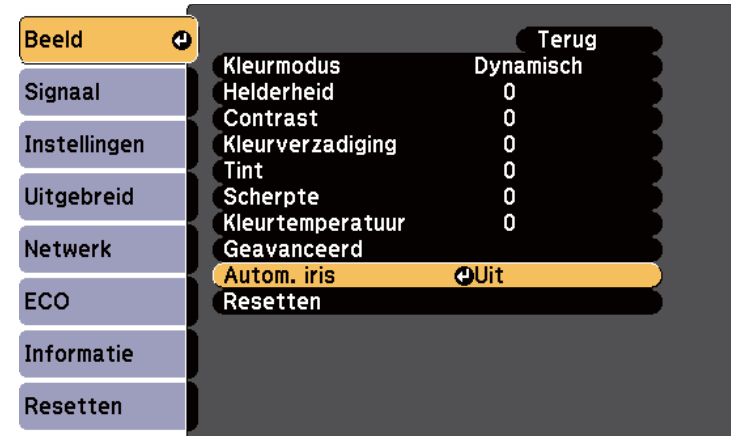 Beeld
Signaal
Instellingen
Uitgebreid
Netwerk
ECO
Informatie
Resetten
Terug
Kleurmodus Dynamisch
Helderheid 0
Contrast 0
Kleurverzadiging 0
Tint 0
Scherpte 0
Kleurtemperatuur 0
Geavanceerd
Autom. iris Uit
Resetten